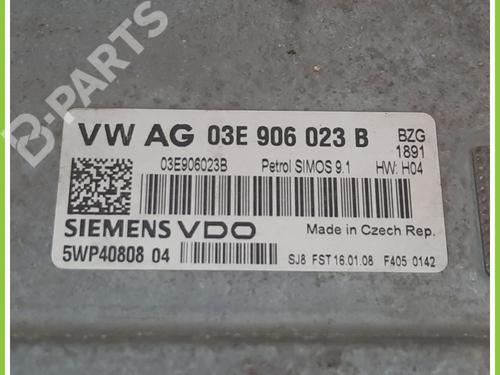 B-PARTS
VW AG 03E 906 023 B BZG
1891
03E906023B Petrol SIMOS 9.1 HW: H04
SIEMENS VDO Made in Czech Rep.
5WP40808 04 SJ8 FST 16.01.08 F405 0142